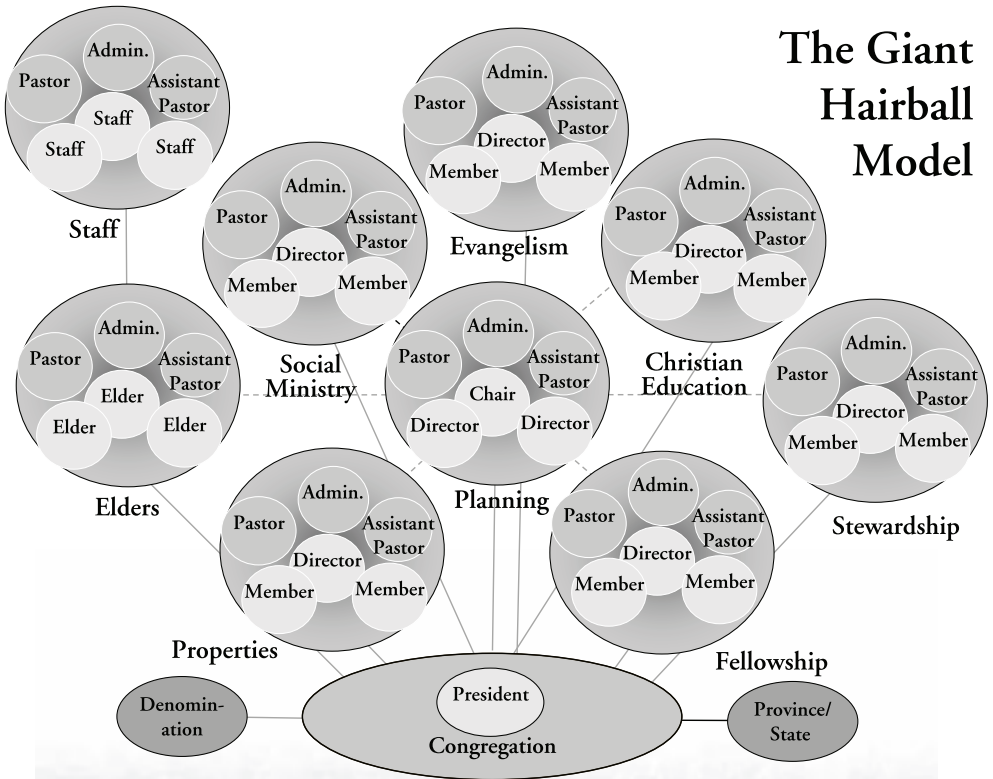 The Giant
Hairball
Model
Admin.
Pastor
Assistant
Pastor
Staff
Staff
Staff
Staff
Admin.
Pastor
Assistant
Pastor
Director
Member
Member
Evangelism
Admin.
Pastor
Assistant
Pastor
Director
Member
Member
Social
Ministry
Admin.
Pastor
Assistant
Pastor
Director
Member
Member
Christian
Education
Admin.
Pastor
Assistant
Pastor
Elder
Elder
Elder
Elders
Admin.
Pastor
Assistant
Pastor
Chair
Director
Director
Planning
Admin.
Pastor
Assistant
Pastor
Director
Member
Member
Stewardship
Admin.
Pastor
Assistant
Pastor
Director
Member
Member
Properties
Admin.
Pastor
Assistant
Pastor
Director
Member
Member
Fellowship
Denomin-
ation
President
Congregation
Province/
State